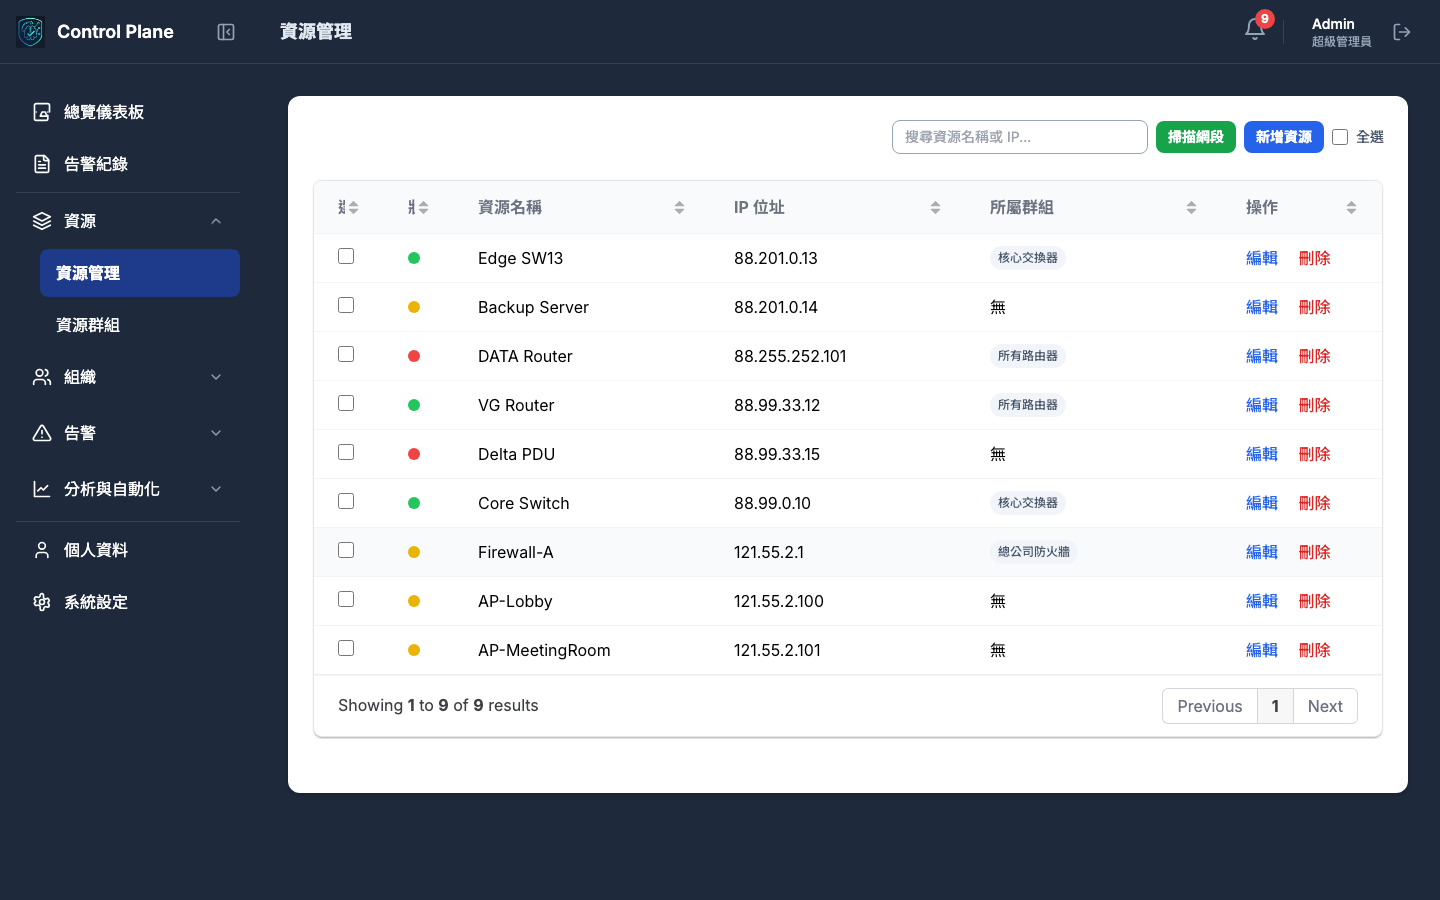 Control Plane
資源管理
9
Admin
超級管理員
總覽儀表板
告警紀錄
資源
資源管理
資源群組
組織
告警
分析與自動化
個人資料
系統設定
搜尋資源名稱或 IP... 掃描網段 新增資源 全選
資源名稱 IP 位址 所屬群組 操作
Edge SW13 88.201.0.13 核心交換器 編輯 刪除
Backup Server 88.201.0.14 無 編輯 刪除
DATA Router 88.255.252.101 所有路由器 編輯 刪除
VG Router 88.99.33.12 所有路由器 編輯 刪除
Delta PDU 88.99.33.15 無 編輯 刪除
Core Switch 88.99.0.10 核心交換器 編輯 刪除
Firewall-A 121.55.2.1 總公司防火牆 編輯 刪除
AP-Lobby 121.55.2.100 無 編輯 刪除
AP-MeetingRoom 121.55.2.101 無 編輯 刪除
Showing 1 to 9 of 9 results Previous 1 Next